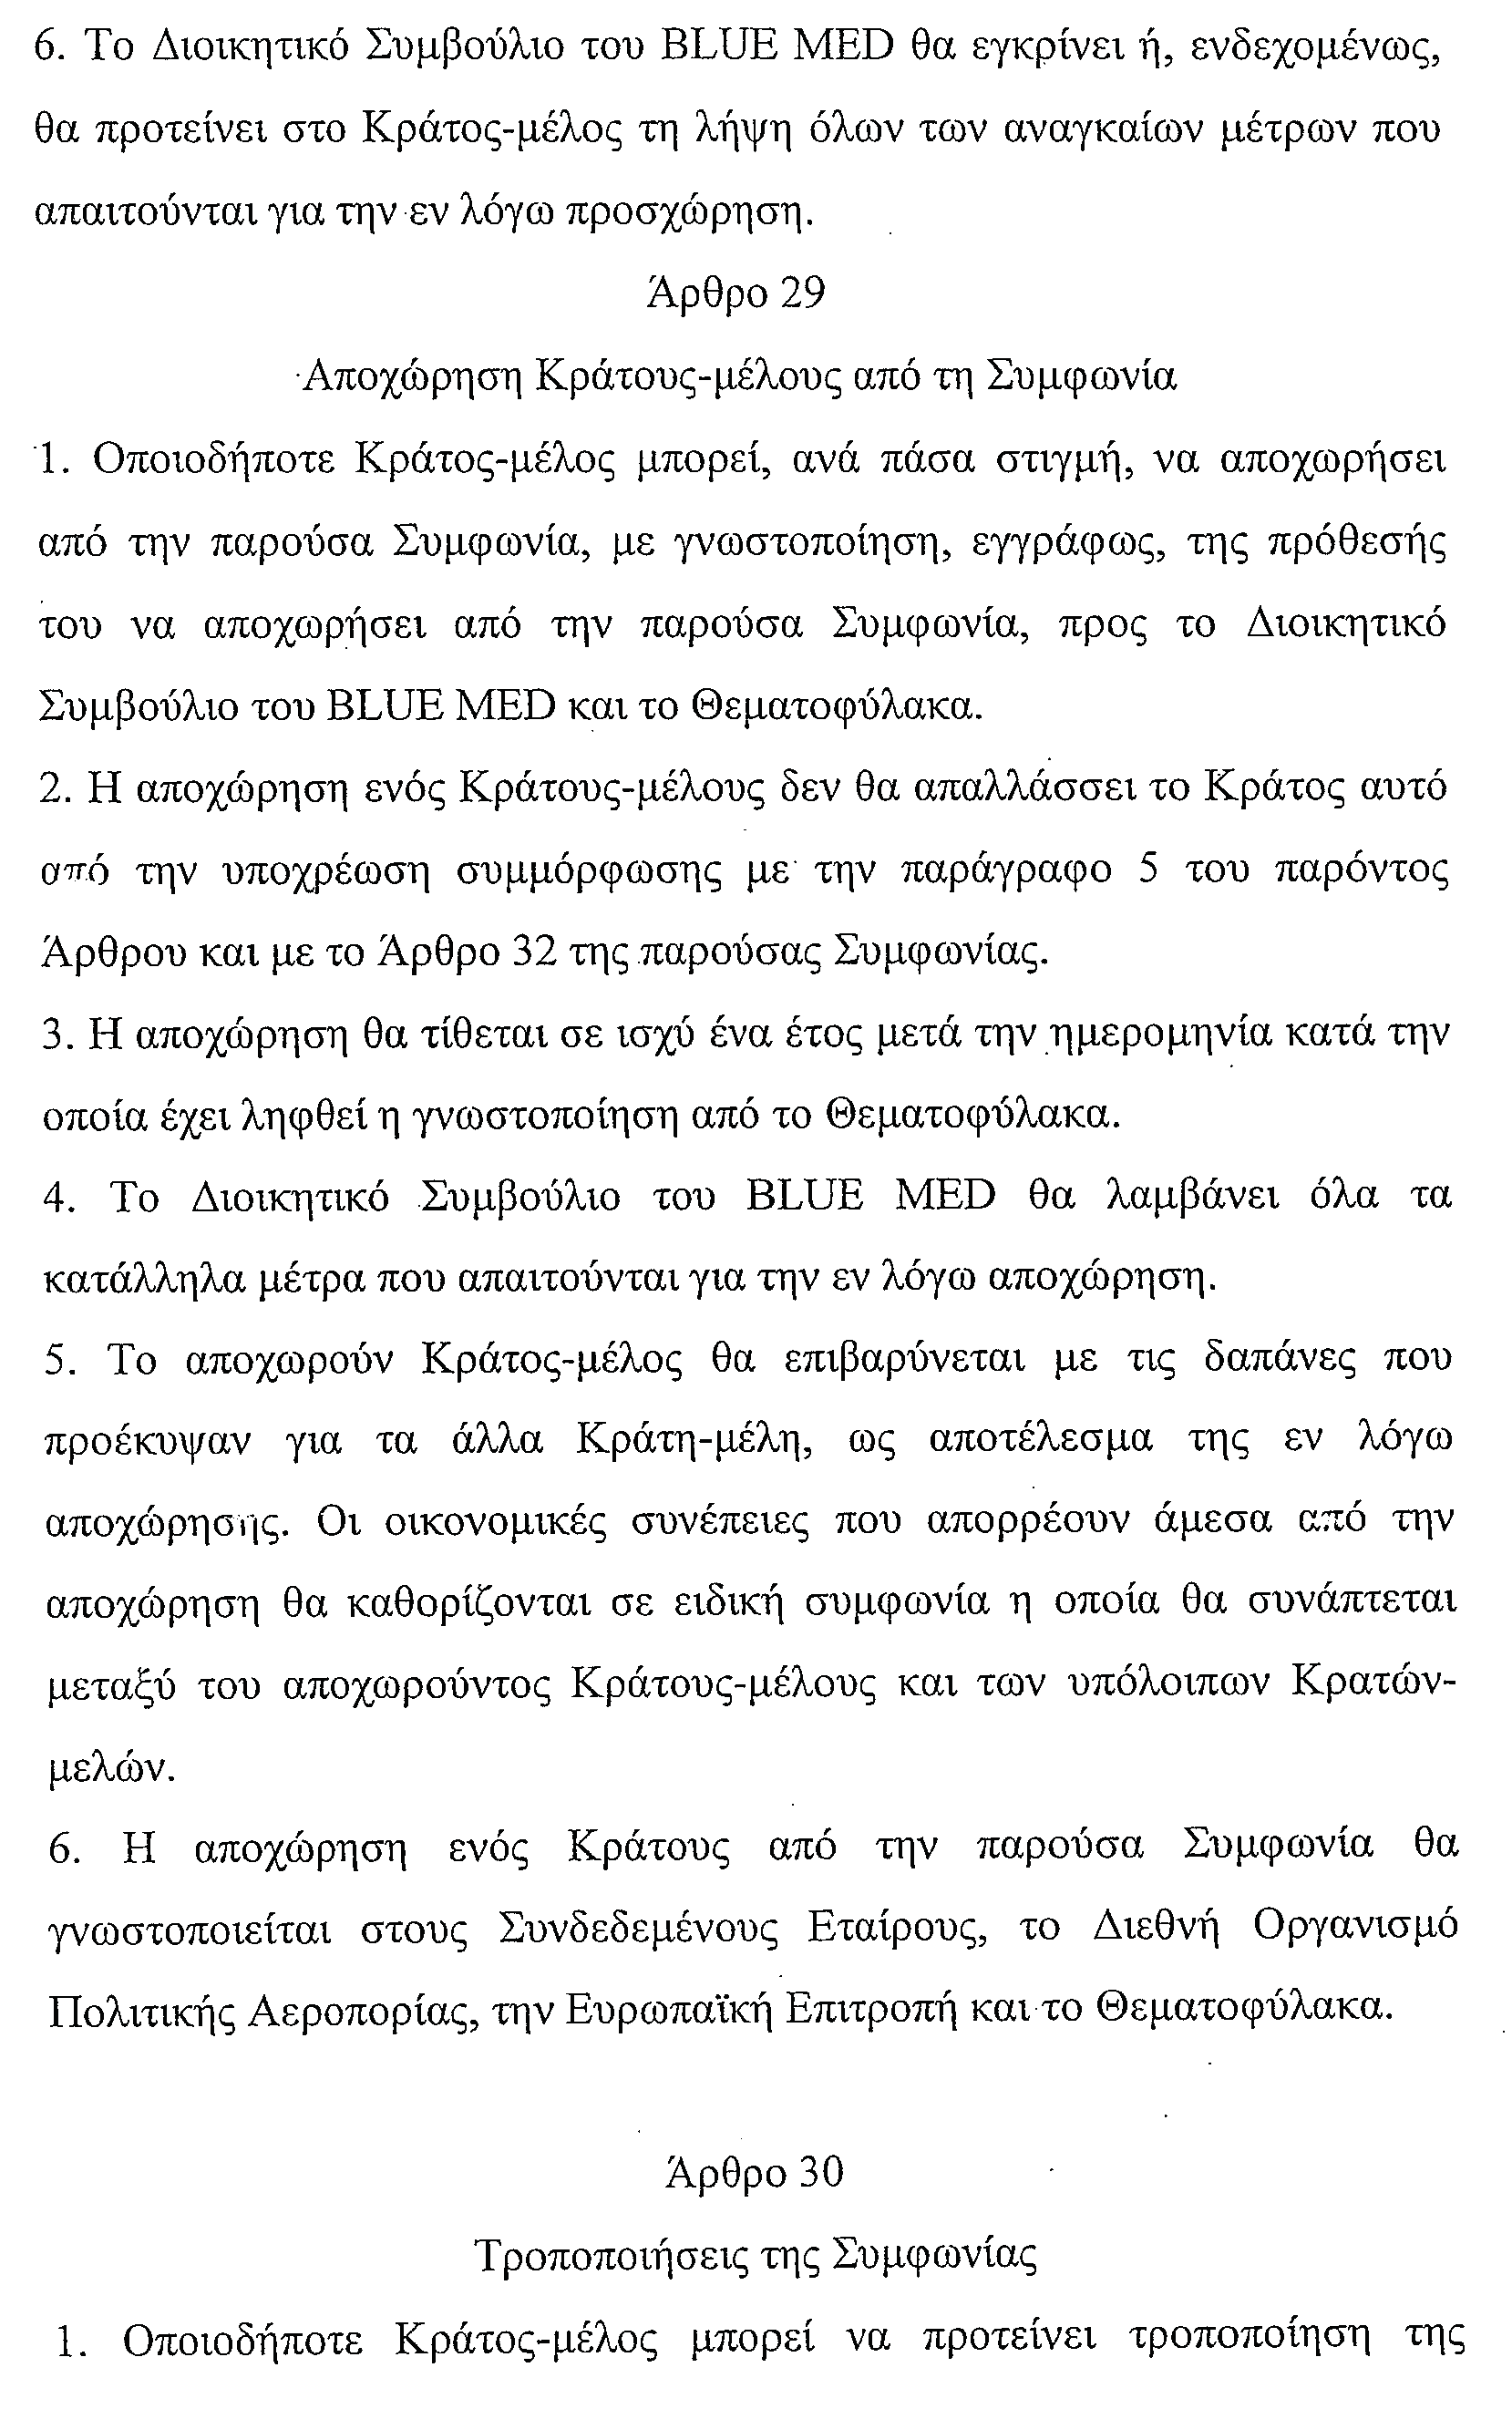 6. Το Διοικητικό Συμβούλιο του BLUE MED θα εγκρίνει ή, ενδεχομένως,
θα προτείνει στο Κράτος-μέλος τη λήψη όλων των αναγκαίων μέτρων που
απαιτούνται για την εν λόγω προσχώρηση.
Άρθρο 29
Αποχώρηση Κράτους-μέλους από τη Συμφωνία
1. Οποιοδήποτε Κράτος-μέλος μπορεί, ανά πάσα στιγμή, να αποχωρήσει
από την παρούσα Συμφωνία, με γνωστοποίηση, εγγράφως, της πρόθεσής
του να αποχωρήσει από την παρούσα Συμφωνία, προς το Διοικητικό
Συμβούλιο του BLUE MED και το Θεματοφύλακα.
2. Η αποχώρηση ενός Κράτους-μέλους δεν θα απαλλάσσει το Κράτος αυτό
από την υποχρέωση συμμόρφωσης με την παράγραφο 5 του παρόντος
Άρθρου και με το Άρθρο 32 της παρούσας Συμφωνίας.
3. Η αποχώρηση θα τίθεται σε ισχύ ένα έτος μετά την ημερομηνία κατά την
οποία έχει ληφθεί η γνωστοποίηση από το Θεματοφύλακα.
4. Το Διοικητικό Συμβούλιο του BLUE MED θα λαμβάνει όλα τα
κατάλληλα μέτρα που απαιτούνται για την εν λόγω αποχώρηση.
5. Το αποχωρούν Κράτος-μέλος θα επιβαρύνεται με τις δαπάνες που
προέκυψαν για τα άλλα Κράτη-μέλη, ως αποτέλεσμα της εν λόγω
αποχώρησης. Οι οικονομικές συνέπειες που απορρέουν άμεσα από την
αποχώρηση θα καθορίζονται σε ειδική συμφωνία η οποία θα συνάπτεται
μεταξύ του αποχωρούντος Κράτους-μέλους και των υπόλοιπων Κρατών-
μελών.
6. Η αποχώρηση ενός Κράτους από την παρούσα Συμφωνία θα
γνωστοποιείται στους Συνδεδεμένους Εταίρους, το Διεθνή Οργανισμό
Πολιτικής Αεροπορίας, την Ευρωπαϊκή Επιτροπή και το Θεματοφύλακα.
Άρθρο 30
Τροποποιήσεις της Συμφωνίας
1. Οποιοδήποτε Κράτος-μέλος μπορεί να προτείνει τροποποίηση της